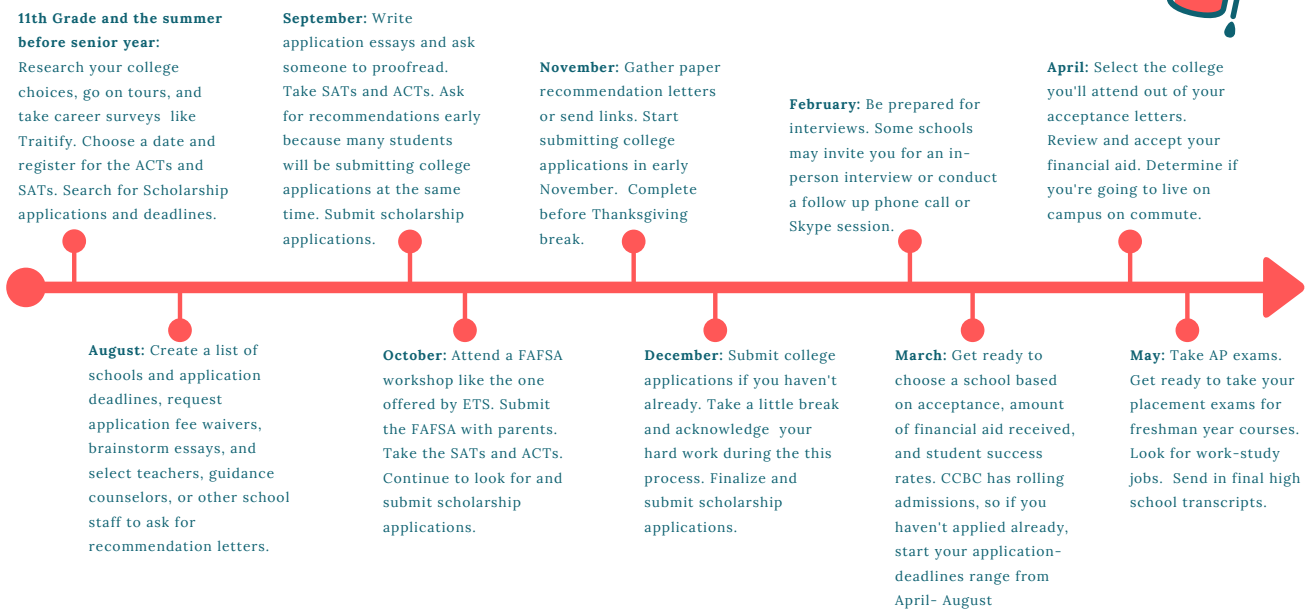 11th Grade and the summer
before senior year:
Research your college
choices, go on tours, and
take career surveys  like
Traitify. Choose a date and
register for the ACTs and
SATs. Search for Scholarship
applications and deadlines.
August: Create a list of
schools and application
deadlines, request
application fee waivers,
brainstorm essays, and
select teachers, guidance
counselors, or other school
staff to ask for
recommendation letters.
September: Write
application essays and ask
someone to proofread.
Take SATs and ACTs. Ask
for recommendations early
because many students
will be submitting college
applications at the same
time. Submit scholarship
applications.
October: Attend a FAFSA
workshop like the one
offered by ETS. Submit
the FAFSA with parents.
Take the SATs and ACTs.
Continue to look for and
submit scholarship
applications.
November: Gather paper
recommendation letters
or send links. Start
submitting college
applications in early
November.  Complete
before Thanksgiving
break.
December: Submit college
applications if you haven't
already. Take a little break
and acknowledge  your
hard work during the this
process. Finalize and
submit scholarship
applications.
February: Be prepared for
interviews. Some schools
may invite you for an in-
person interview or conduct
a follow up phone call or
Skype session.
March: Get ready to
choose a school based
on acceptance, amount
of financial aid received,
and student success
rates. CCBC has rolling
admissions, so if you
haven't applied already,
start your application-
deadlines range from
April- August
April: Select the college
you'll attend out of your
acceptance letters.
Review and accept your
financial aid. Determine if
you're going to live on
campus on commute.
May: Take AP exams.
Get ready to take your
placement exams for
freshman year courses.
Look for work-study
jobs.  Send in final high
school transcripts.